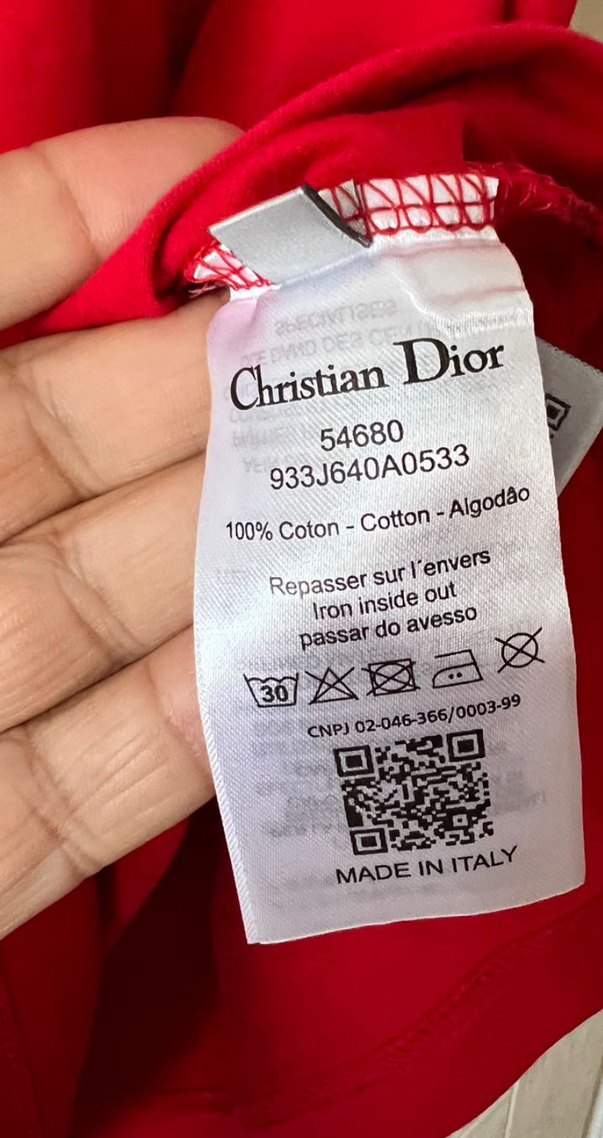 Christian Dior
54680
933J640A0533
100% Coton - Cotton - Algodâo
Repasser sur l´envers
Iron inside out
passar do avesso
30
CNPJ 02-046-366/0003-99
MADE IN ITALY